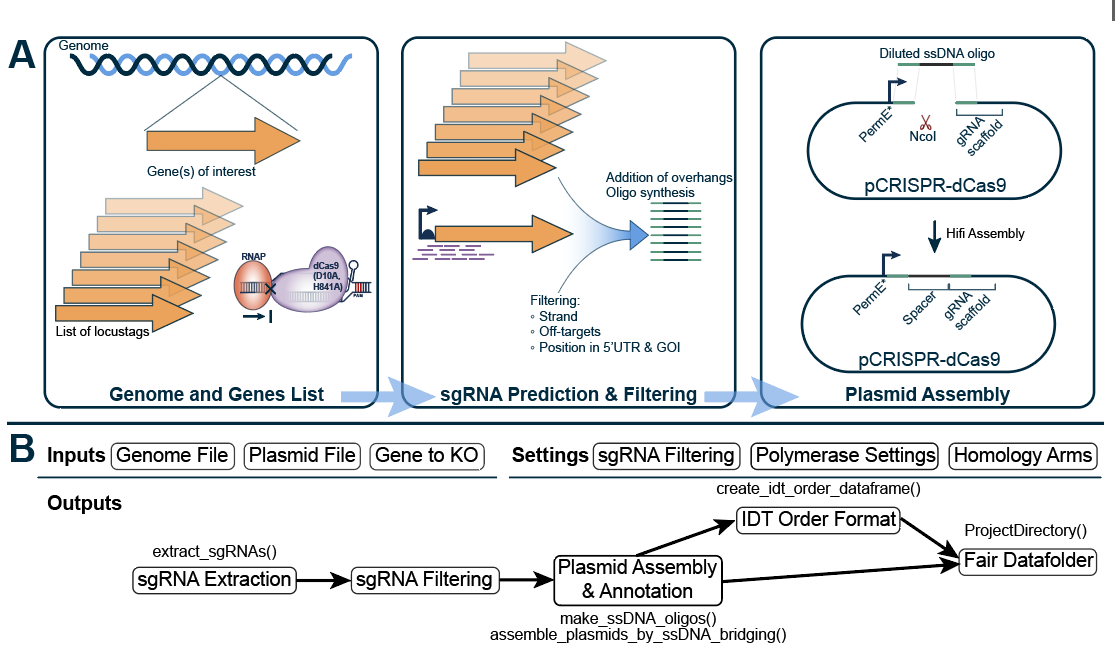 A
Genome
Gene(s) of interest
List of locustags
RNAP
dCas9
(D10A,
H841A)
PAM
Genome and Genes List
Addition of overhangs
Oligo synthesis
Filtering:
◦ Strand
◦ Off-targets
◦ Position in 5'UTR & GOI
sgRNA Prediction & Filtering
Diluted ssDNA oligo
PermE*
NcoI
gRNA
scaffold
pCRISPR-dCas9
Hifi Assembly
PermE*
Spacer
gRNA
scaffold
pCRISPR-dCas9
Plasmid Assembly
B
Inputs Genome File Plasmid File Gene to KO
Settings sgRNA Filtering Polymerase Settings Homology Arms
Outputs
create_idt_order_dataframe()
IDT Order Format
ProjectDirectory()
Fair Datafolder
extract_sgRNAs()
sgRNA Extraction
sgRNA Filtering
Plasmid Assembly
& Annotation
make_ssDNA_oligos()
assemble_plasmids_by_ssDNA_bridging()